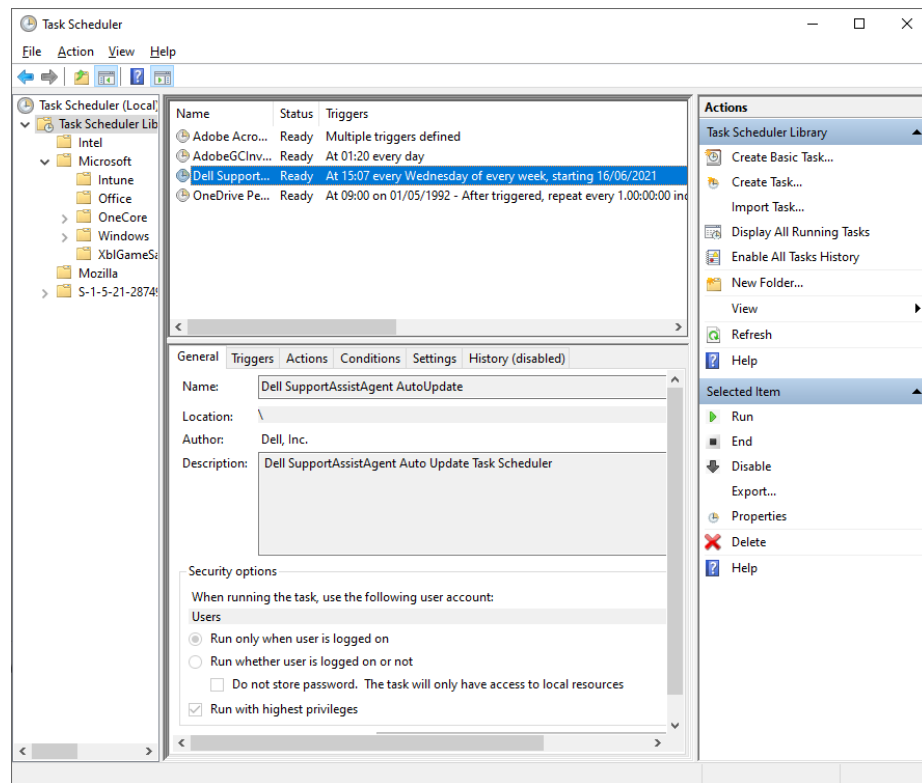 Task Scheduler
File Action View Help
Task Scheduler (Local)
Task Scheduler Lib
Intel
Microsoft
Intune
Office
OneCore
Windows
XblGameSa
Mozilla
S-1-5-21-2874
Name Status Triggers
Adobe Acro... Ready Multiple triggers defined
AdobeGCInv... Ready At 01:20 every day
Dell Support... Ready At 15:07 every Wednesday of every week, starting 16/06/2021
OneDrive Pe... Ready At 09:00 on 01/05/1992 - After triggered, repeat every 1.00:00:00 ind
General Triggers Actions Conditions Settings History (disabled)
Name: Dell SupportAssistAgent AutoUpdate
Location: \
Author: Dell, Inc.
Description: Dell SupportAssistAgent Auto Update Task Scheduler
Security options
When running the task, use the following user account:
Users
Run only when user is logged on
Run whether user is logged on or not
Do not store password. The task will only have access to local resources
Run with highest privileges
Actions
Task Scheduler Library
Create Basic Task...
Create Task...
Import Task...
Display All Running Tasks
Enable All Tasks History
New Folder...
View
Refresh
Help
Selected Item
Run
End
Disable
Export...
Properties
Delete
Help